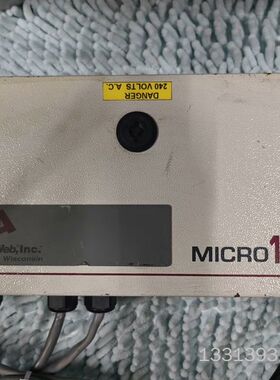 DANGER
240 VOLTS A.C.
Web, Inc.
Wisconsin
MICRO 1
1331393